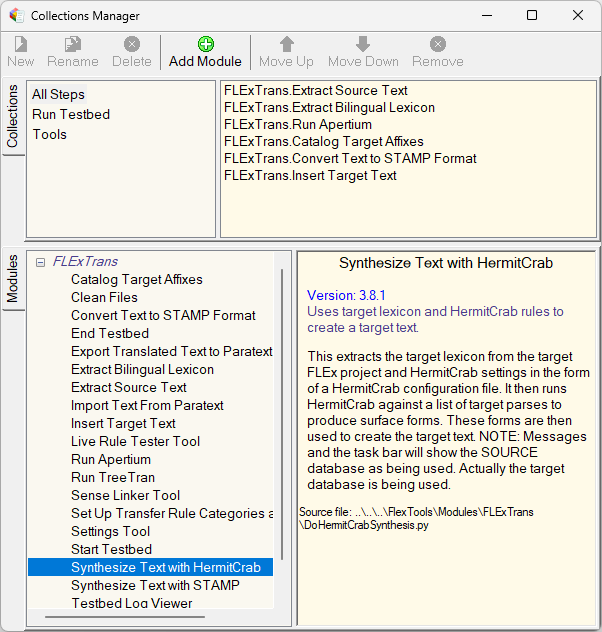 Collections Manager
New Rename Delete Add Module Move Up Move Down Remove
Collections
All Steps
Run Testbed
Tools
FLExTrans.Extract Source Text
FLExTrans.Extract Bilingual Lexicon
FLExTrans.Run Apertium
FLExTrans.Catalog Target Affixes
FLExTrans.Convert Text to STAMP Format
FLExTrans.Insert Target Text
Modules
FLExTrans
Catalog Target Affixes
Clean Files
Convert Text to STAMP Format
End Testbed
Export Translated Text to Paratext
Extract Bilingual Lexicon
Extract Source Text
Import Text From Paratext
Insert Target Text
Live Rule Tester Tool
Run Apertium
Run TreeTran
Sense Linker Tool
Set Up Transfer Rule Categories a
Settings Tool
Start Testbed
Synthesize Text with HermitCrab
Synthesize Text with STAMP
Testbed Log Viewer
Synthesize Text with HermitCrab
Version: 3.8.1
Uses target lexicon and HermitCrab rules to
create a target text.
This extracts the target lexicon from the target
FLEx project and HermitCrab settings in the form
of a HermitCrab configuration file. It then runs
HermitCrab against a list of target parses to
produce surface forms. These forms are then
used to create the target text. NOTE: Messages
and the task bar will show the SOURCE
database as being used. Actually the target
database is being used.
Source file: ..\..\..\FlexTools\Modules\FLExTrans
\DoHermitCrabSynthesis.py